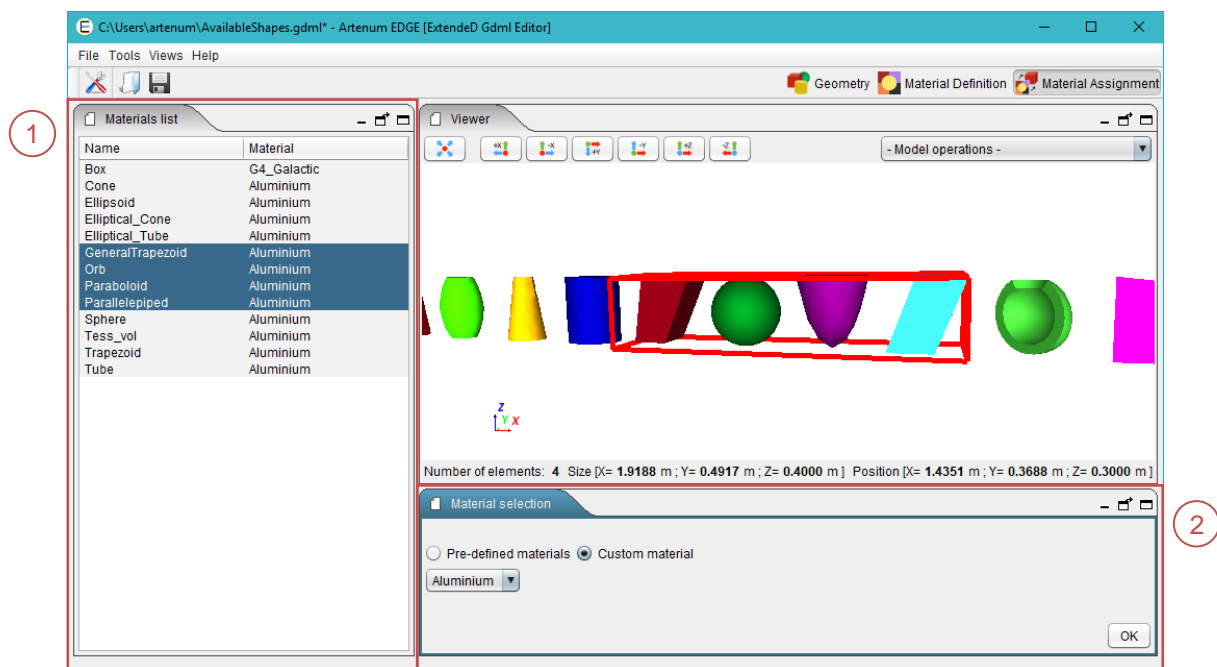 C:\Users\artenum\AvailableShapes.gdml* - Artenum EDGE [ExtendeD Gdml Editor]
File Tools Views Help
Geometry Material Definition Material Assignment
1
Materials list
Name Material
Box G4_Galactic
Cone Aluminium
Ellipsoid Aluminium
Elliptical_Cone Aluminium
Elliptical_Tube Aluminium
GeneralTrapezoid Aluminium
Orb Aluminium
Paraboloid Aluminium
Parallelepiped Aluminium
Sphere Aluminium
Tess_vol Aluminium
Trapezoid Aluminium
Tube Aluminium
Viewer
+X -X +Y -Y +Z -Z - Model operations -
Z
Y X
Number of elements: 4 Size [X= 1.9188 m ; Y= 0.4917 m ; Z= 0.4000 m ] Position [X= 1.4351 m ; Y= 0.3688 m ; Z= 0.3000 m ]
Material selection
2
Pre-defined materials Custom material
Aluminium
OK